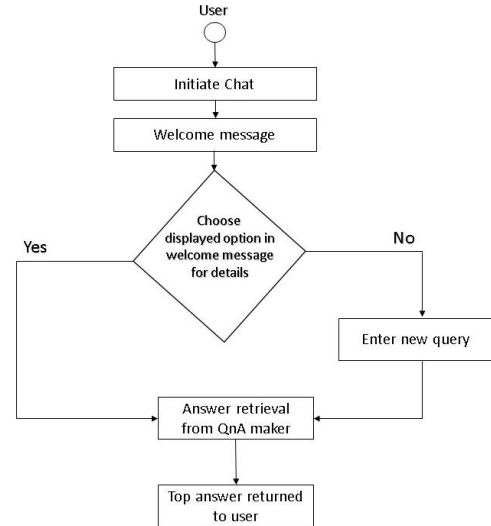 User
Initiate Chat
Welcome message
Choose
displayed option in
welcome message
for details
Yes
No
Enter new query
Answer retrieval
from QnA maker
Top answer returned
to user